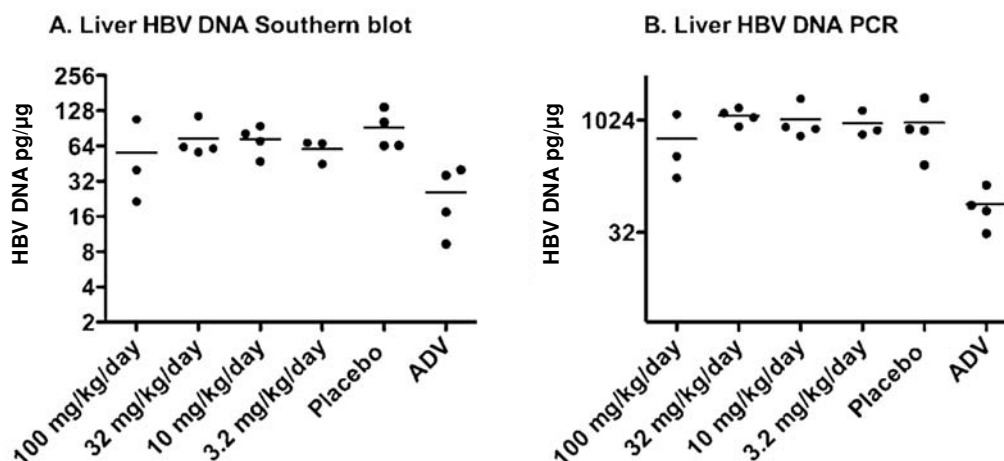 A. Liver HBV DNA Southern blot
HBV DNA pg/µg
256
128
64
32
16
8
4
2
100 mg/kg/day
32 mg/kg/day
10 mg/kg/day
3.2 mg/kg/day
Placebo
ADV
B. Liver HBV DNA PCR
HBV DNA pg/µg
1024
32
100 mg/kg/day
32 mg/kg/day
10 mg/kg/day
3.2 mg/kg/day
Placebo
ADV